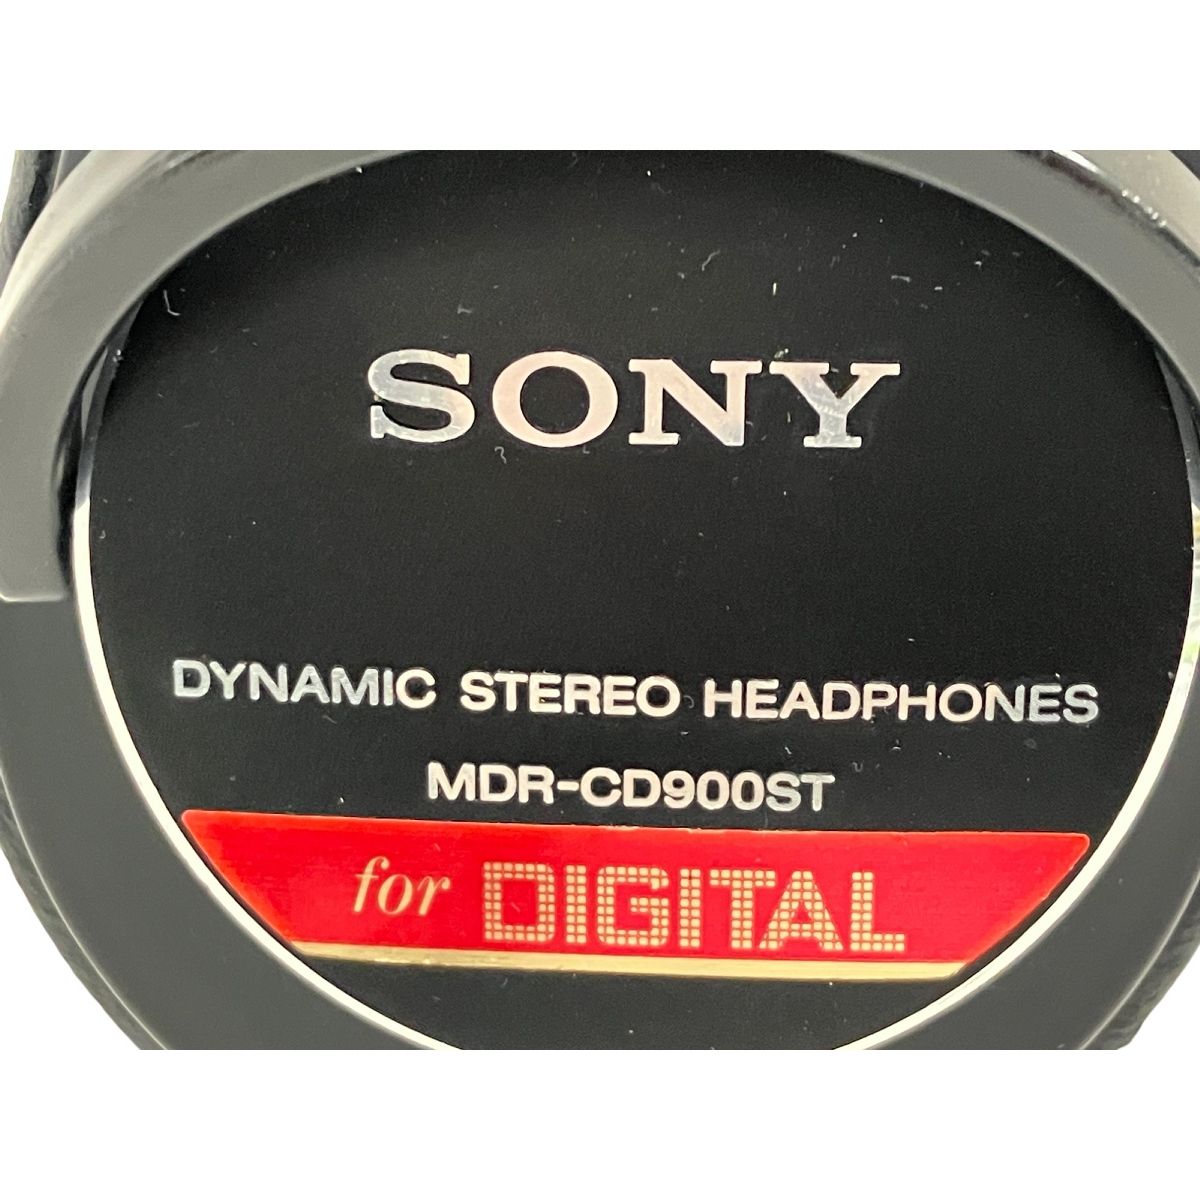 SONY
DYNAMIC STEREO HEADPHONES
MDR-CD900ST
for DIGITAL